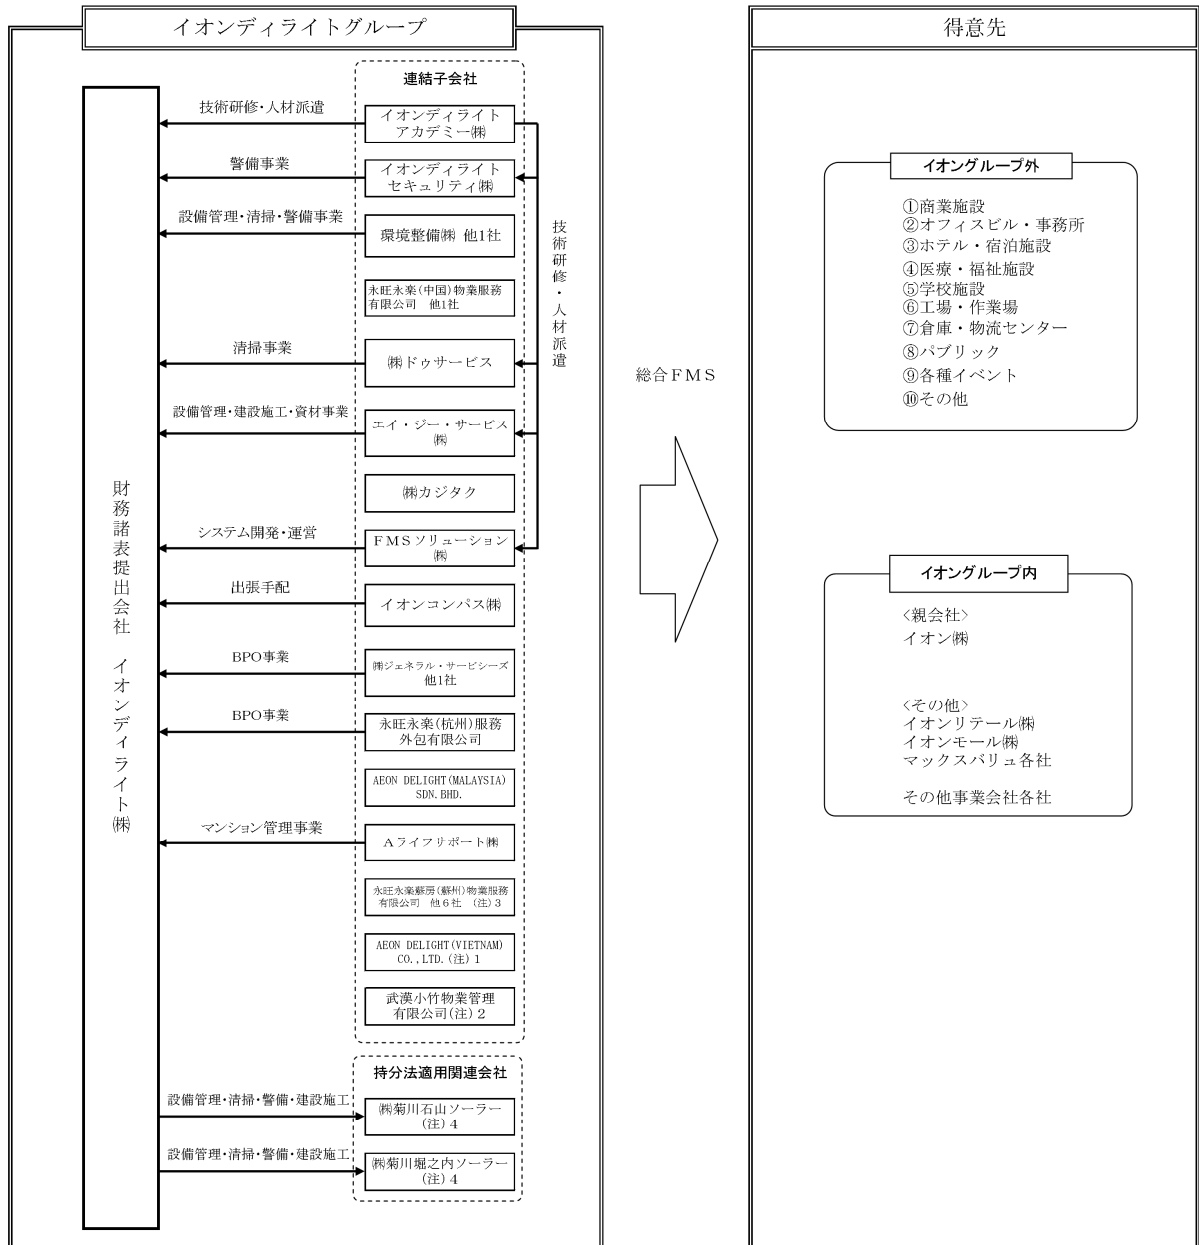 イオンディライトグループ
連結子会社
技術研修・人材派遣
イオンディライト
アカデミー㈱
警備事業
イオンディライト
セキュリティ㈱
設備管理・清掃・警備事業
環境整備㈱ 他1社
永旺永楽(中国)物業服務
有限公司 他1社
清掃事業
㈱ドゥサービス
設備管理・建設施工・資材事業
エイ・ジー・サービス
㈱
㈱カジタク
システム開発・運営
FMSソリューション
㈱
出張手配
イオンコンパス㈱
BPO事業
㈱ジェネラル・サービシーズ
他1社
BPO事業
永旺永楽(杭州)服務
外包有限公司
AEON DELIGHT(MALAYSIA)
SDN.BHD.
マンション管理事業
Aライフサポート㈱
永旺永楽蘇房(蘇州)物業服務
有限公司 他6社 (注)3
AEON DELIGHT(VIETNAM)
CO.,LTD.(注)1
武漢小竹物業管理
有限公司(注)2
持分法適用関連会社
設備管理・清掃・警備・建設施工
㈱菊川石山ソーラー
(注)4
設備管理・清掃・警備・建設施工
㈱菊川堀之内ソーラー
(注)4
財務諸表提出会社 イオンディライト㈱
技術研修・人材派遣
総合FMS
得意先
イオングループ外
①商業施設
②オフィスビル・事務所
③ホテル・宿泊施設
④医療・福祉施設
⑤学校施設
⑥工場・作業場
⑦倉庫・物流センター
⑧パブリック
⑨各種イベント
⑩その他
イオングループ内
<親会社>
イオン㈱
<その他>
イオンリテール㈱
イオンモール㈱
マックスバリュ各社
その他事業会社各社